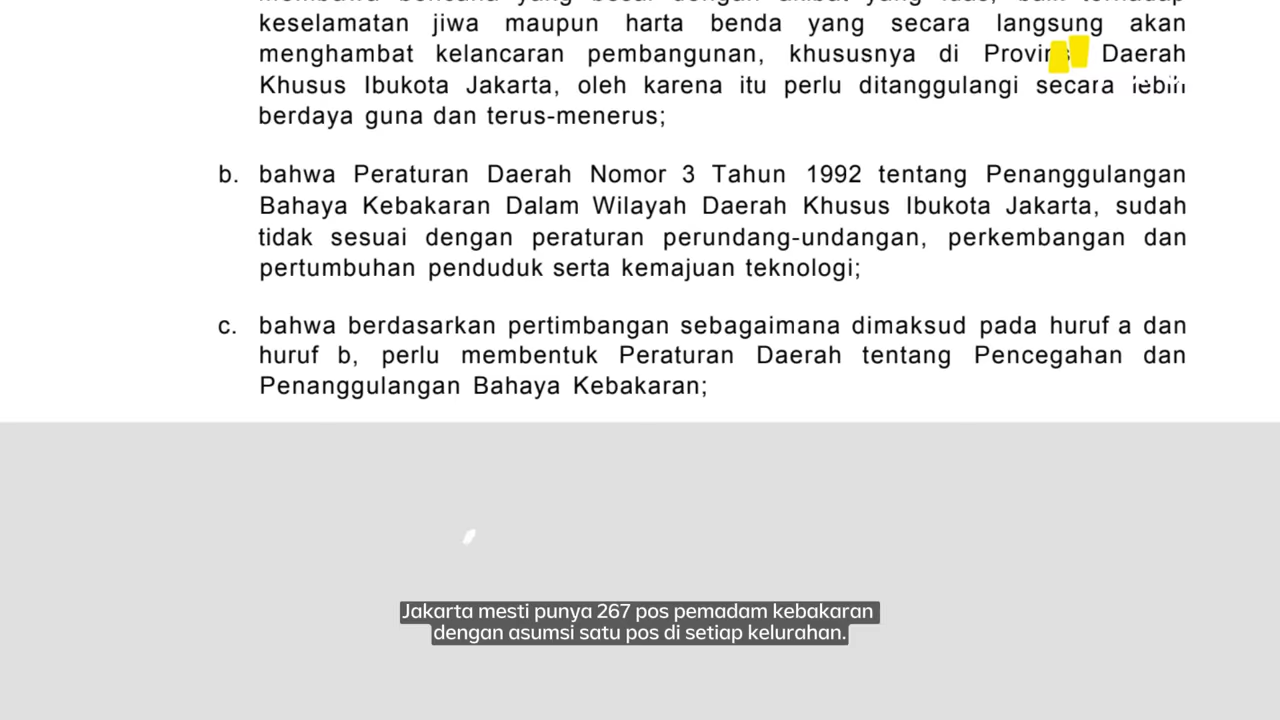 keselamatan jiwa maupun harta benda yang secara langsung akan
menghambat kelancaran pembangunan, khususnya di Daerah
Khusus Ibukota Jakarta, oleh karena itu perlu ditanggulangi secara lebih
berdaya guna dan terus-menerus;
b. bahwa Peraturan Daerah Nomor 3 Tahun 1992 tentang Penanggulangan
Bahaya Kebakaran Dalam Wilayah Daerah Khusus Ibukota Jakarta, sudah
tidak sesuai dengan peraturan perundang-undangan, perkembangan dan
pertumbuhan penduduk serta kemajuan teknologi;
c. bahwa berdasarkan pertimbangan sebagaimana dimaksud pada huruf a dan
huruf b, perlu membentuk Peraturan Daerah tentang Pencegahan dan
Penanggulangan Bahaya Kebakaran;
Jakarta mesti punya 267 pos pemadam kebakaran
dengan asumsi satu pos di setiap kelurahan.